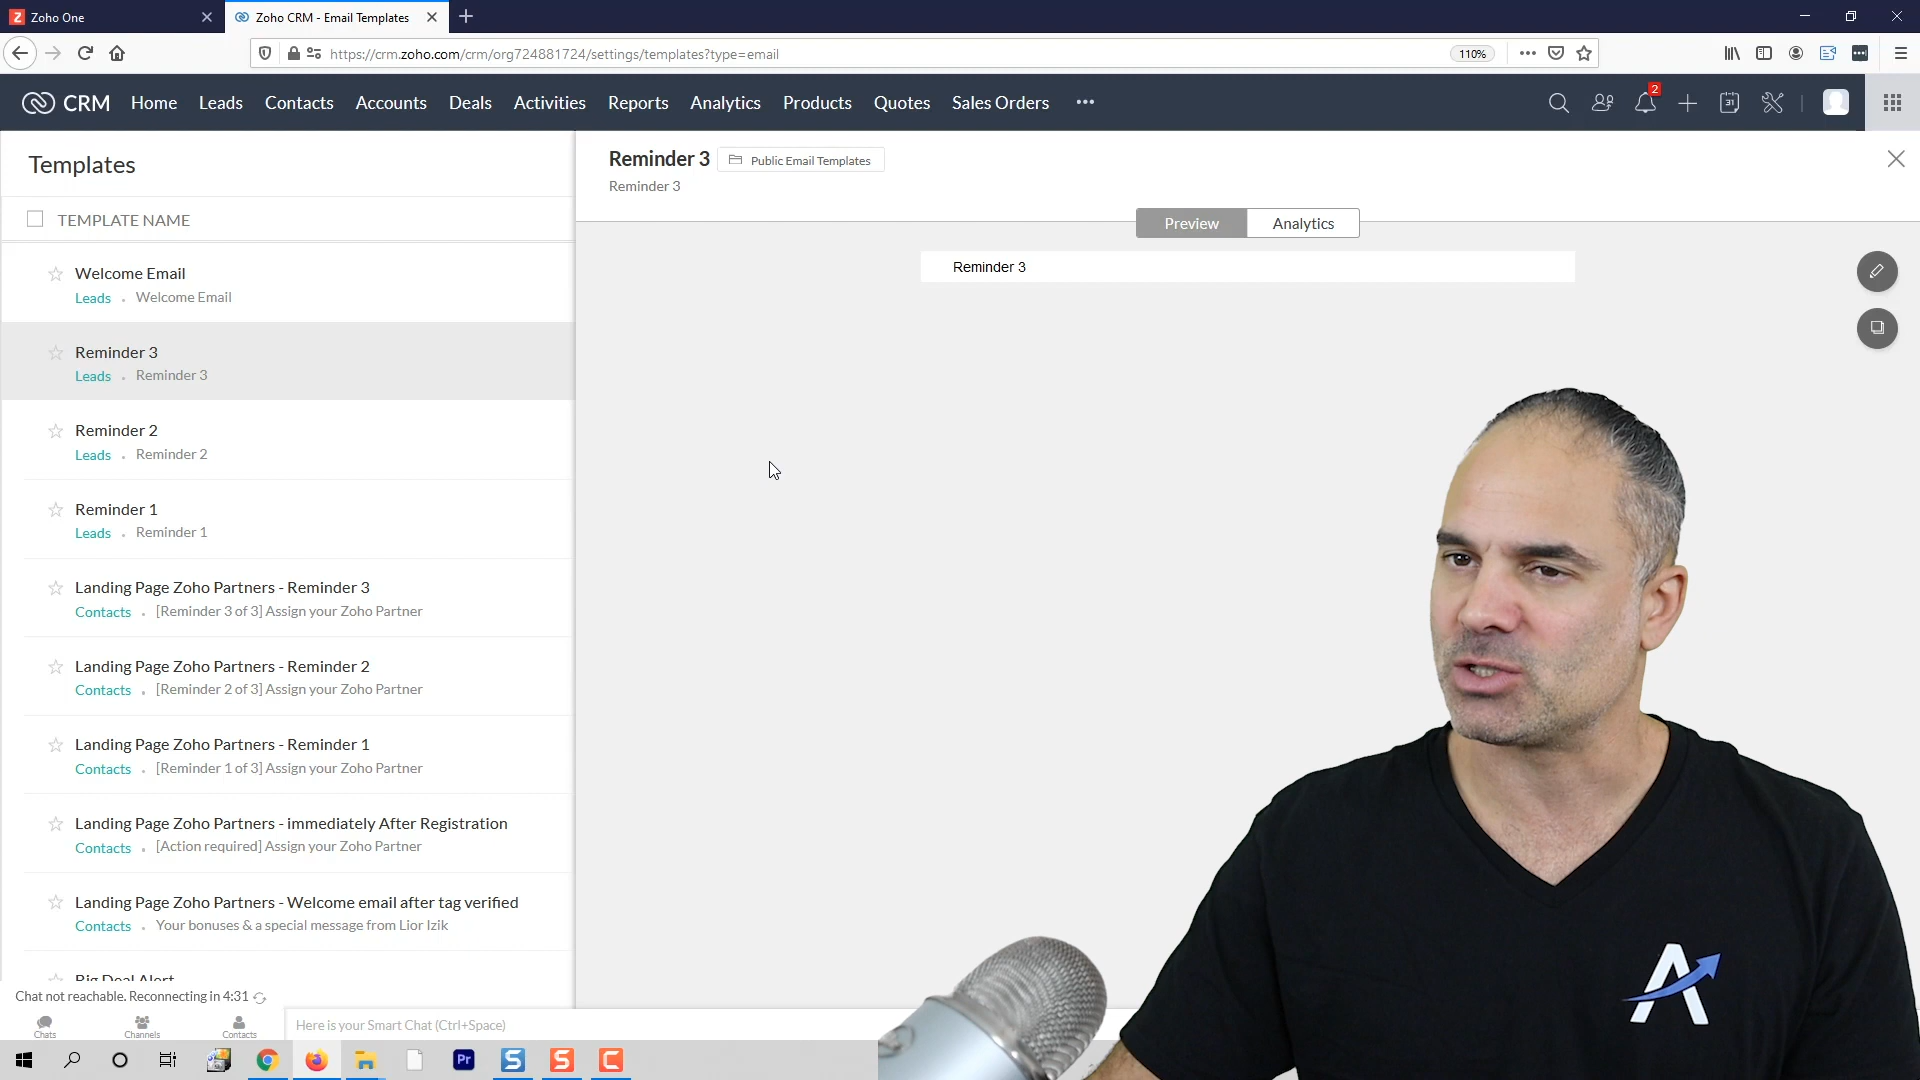 Zoho One
Zoho CRM - Email Templates
https://crm.zoho.com/crm/org724881724/settings/templates?type=email
110%
CRM
Home
Leads
Contacts
Accounts
Deals
Activities
Reports
Analytics
Products
Quotes
Sales Orders
2
31
Templates
TEMPLATE NAME
Welcome Email
Leads . Welcome Email
Reminder 3
Leads . Reminder 3
Reminder 2
Leads . Reminder 2
Reminder 1
Leads . Reminder 1
Landing Page Zoho Partners - Reminder 3
Contacts . [Reminder 3 of 3] Assign your Zoho Partner
Landing Page Zoho Partners - Reminder 2
Contacts . [Reminder 2 of 3] Assign your Zoho Partner
Landing Page Zoho Partners - Reminder 1
Contacts . [Reminder 1 of 3] Assign your Zoho Partner
Landing Page Zoho Partners - immediately After Registration
Contacts . [Action required] Assign your Zoho Partner
Landing Page Zoho Partners - Welcome email after tag verified
Contacts . Your bonuses & a special message from Lior Izik
Big Deal Alert
Chat not reachable. Reconnecting in 4:31
Chats
Channels
Contacts
Here is your Smart Chat (Ctrl+Space)
Reminder 3
Public Email Templates
Reminder 3
Preview
Analytics
Reminder 3
Pr
S
S
C
A